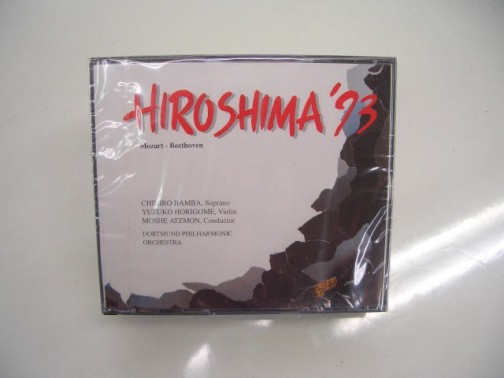 HIROSHIMA '93
Mozart - Beethoven
CHIHIRO BAMBA, Soprano
YUZUKO HORIGOME, Violin
MOSHE ATZMON, Conductor
DORTMUND PHILHARMONIC
ORCHESTRA